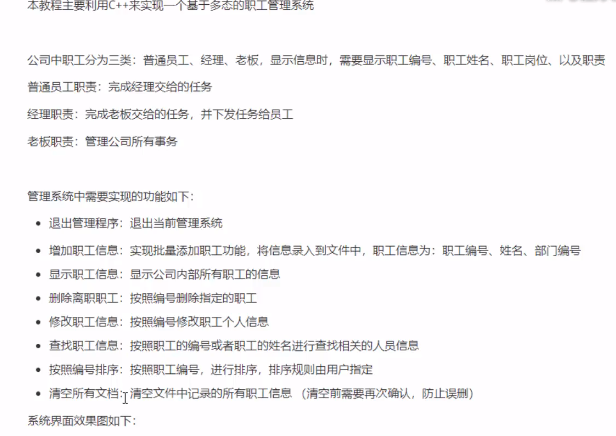 本教程主要利用C++来实现一个基于多态的职工管理系统
公司中职工分为三类：普通员工、经理、老板，显示信息时，需要显示职工编号、职工姓名、职工岗位、以及职责
普通员工职责：完成经理交给的任务
经理职责：完成老板交给的任务，并下发任务给员工
老板职责：管理公司所有事务
管理系统中需要实现的功能如下：
• 退出管理程序：退出当前管理系统
• 增加职工信息：实现批量添加职工功能，将信息录入到文件中，职工信息为：职工编号、姓名、部门编号
• 显示职工信息：显示公司内部所有职工的信息
• 删除离职职工：按照编号删除指定的职工
• 修改职工信息：按照编号修改职工个人信息
• 查找职工信息：按照职工的编号或者职工的姓名进行查找相关的人员信息
• 按照编号排序：按照职工编号，进行排序，排序规则由用户指定
• 清空所有文档：清空文件中记录的所有职工信息 （清空前需要再次确认，防止误删）
系统界面效果图如下：